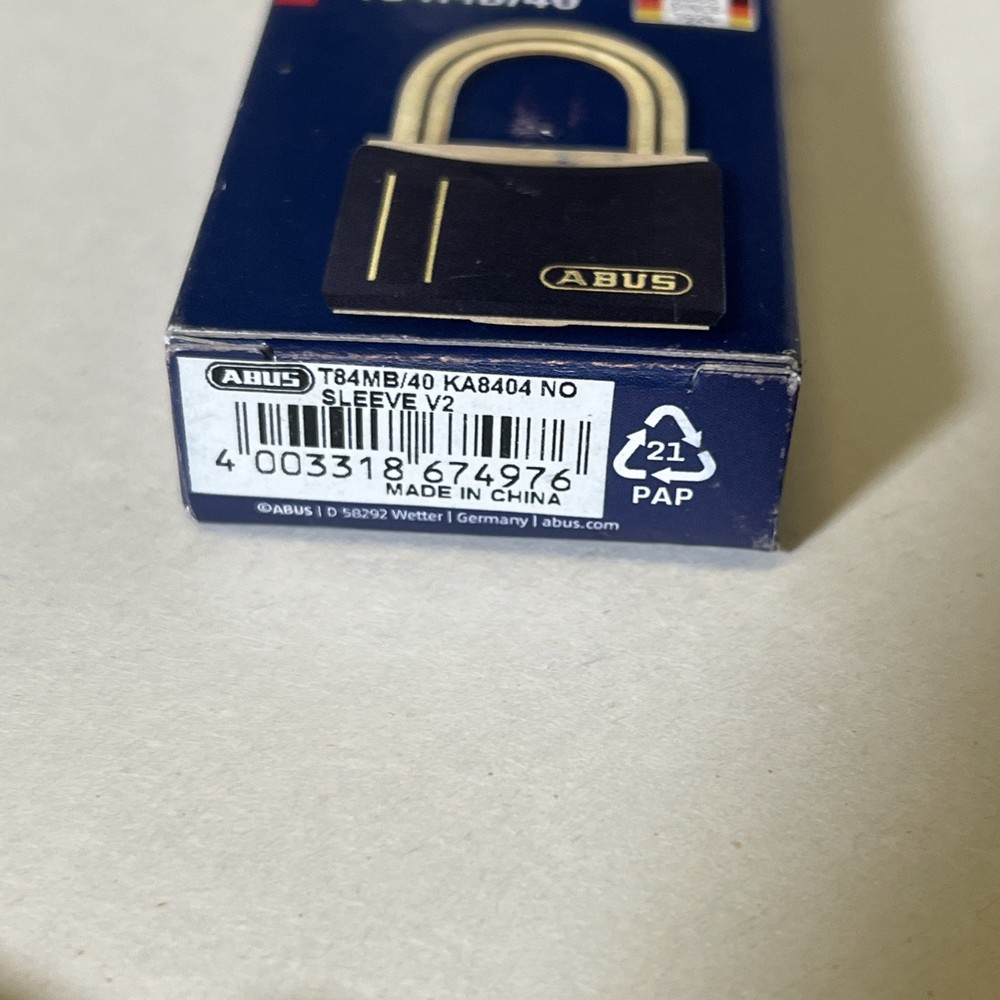 ABUS
ABUS T84MB/40 KA8404 NO
SLEEVE V2
4 003318 674976
MADE IN CHINA
©ABUS | D 58292 Wetter | Germany | abus.com
21
PAP